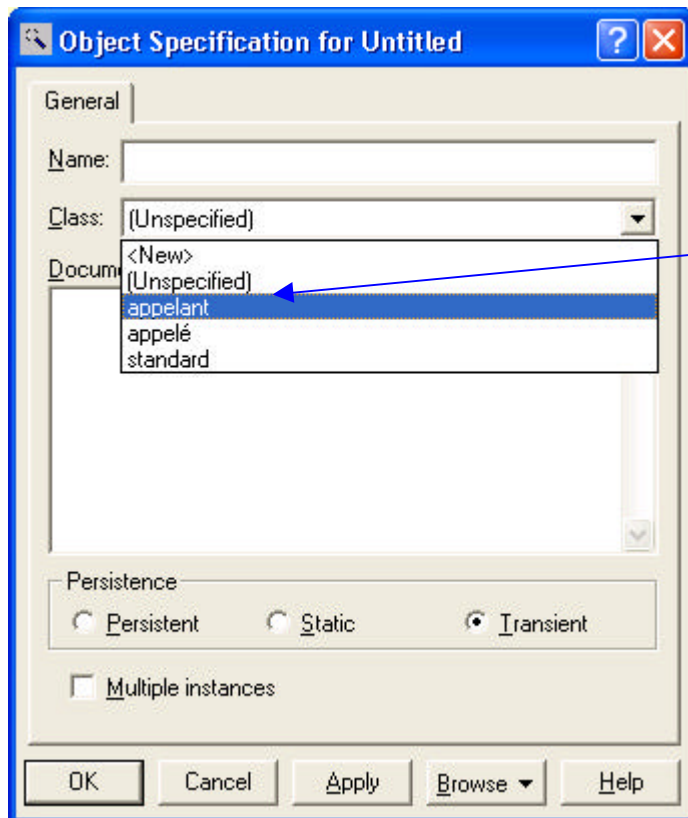 Object Specification for Untitled
General
Name:
Class: (Unspecified)
<New>
Docume
(Unspecified)
appelant
appelé
standard
Persistence
Persistent Static Transient
Multiple instances
OK Cancel Apply Browse Help